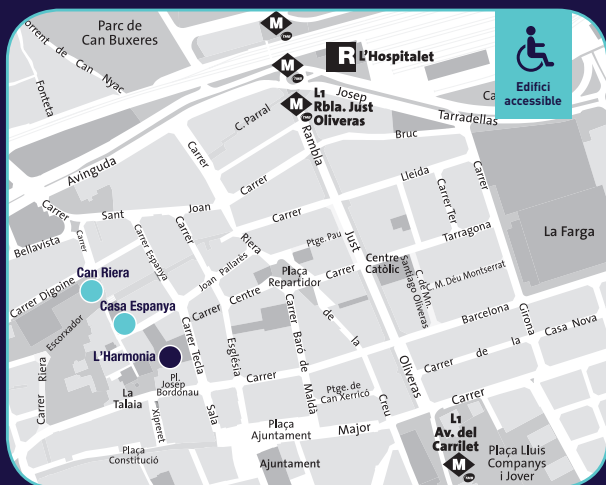 Parc de
Can Buxeres
Torrent de Can Nyac
Fonteta
M
M
M
R L'Hospitalet
L1
Rbla. Just
Oliveras
Edifici
accessible
Josep
Tarradellas
Ca
Avinguda
C. Parral
Rambla
Bruc
Carrer
Carrer
Carrer
Lleida
Carrer Ter
Carrer
Sant
Joan
Carrer
Tarragona
La Farga
Bellavista
Carrer
Carrer Espanya
Carrer
Riera
Ptge. Pau
Just
Centre
Catòlic
Santiago Oliveras
C. de Mn.
C. M. Déu Montserrat
Can Riera
Carrer Digoine
Joan Pallarès
Plaça
Repartidor
Carrer
Casa Espanya
Carrer
Centre
Barcelona
Girona
Casa Nova
Escorxador
L'Harmonia
Carrer Tecla
Església
Carrer Baró de Maldà
de la
Oliveras
Carrer
de
la
Carrer Riera
Pl.
Josep
Bordonau
Carrer
Ptge. de
Can Xerricó
Carrer
La
Talaia
Xipreret
Sala
Creu
L1
Av. del
Carrilet
M
Plaça
Ajuntament
Major
Plaça
Constitució
Ajuntament
Plaça Lluis
Companys
i Jover